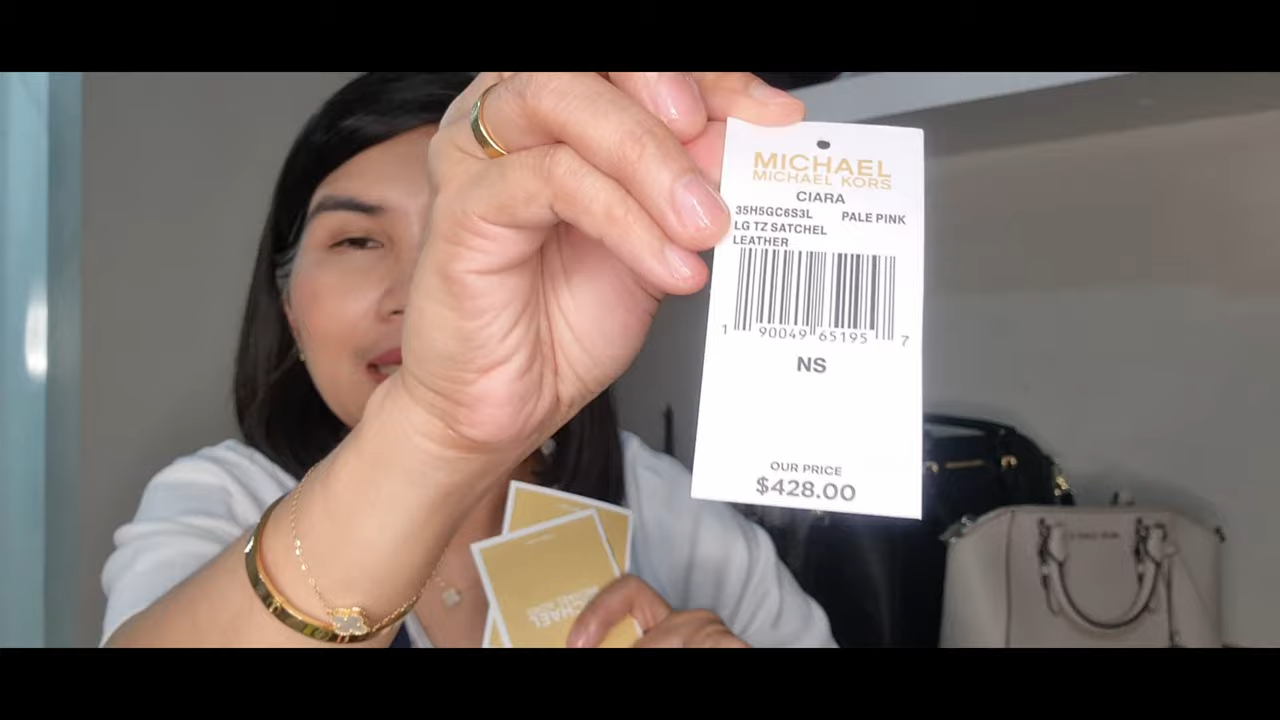 MICHAEL
MICHAEL KORS
CIARA
35H5GC6S3L PALE PINK
LG TZ SATCHEL
LEATHER
1 90049 65195 7
NS
OUR PRICE
$428.00
MICHAEL